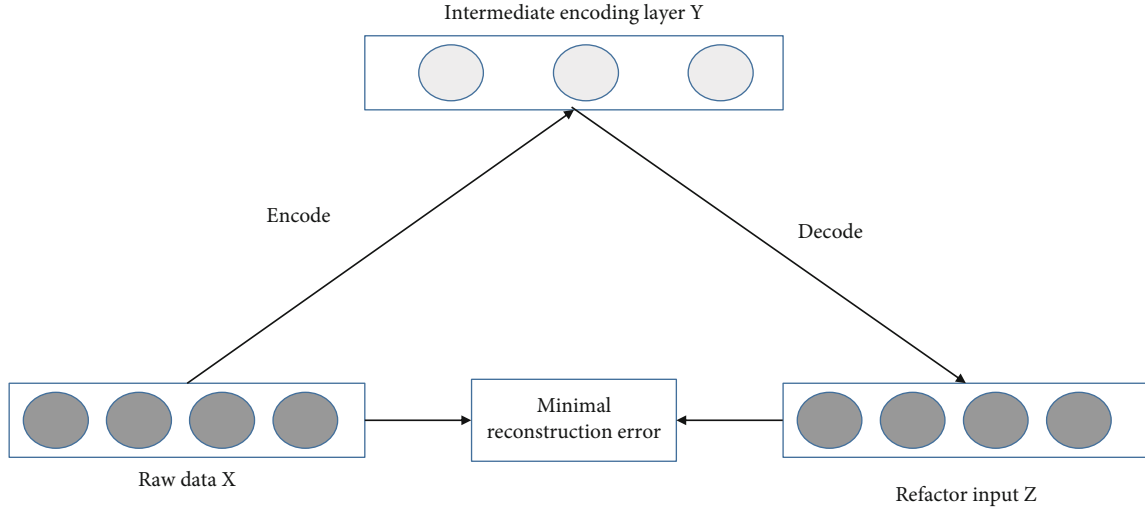 Intermediate encoding layer Y
Encode
Decode
Minimal
reconstruction error
Raw data X
Refactor input Z